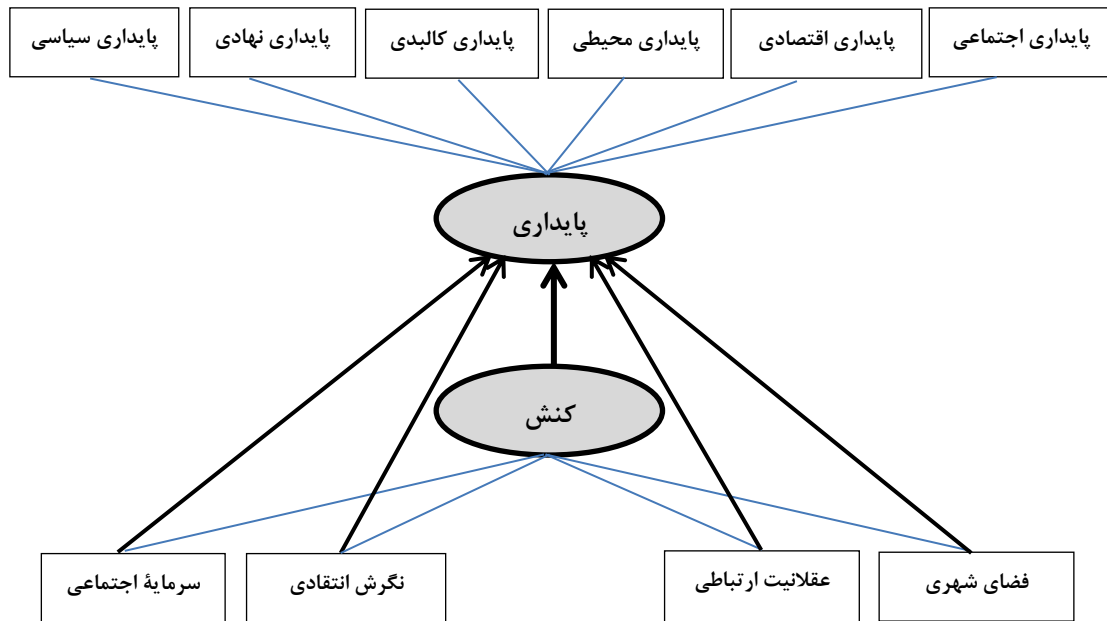 پایداری اجتماعی
پایداری اقتصادی
پایداری محیطی
پایداری کالبدی
پایداری نهادی
پایداری سیاسی
پایداری
کنش
فضای شهری
عقلانیت ارتباطی
نگرش انتقادی
سرمایۀ اجتماعی